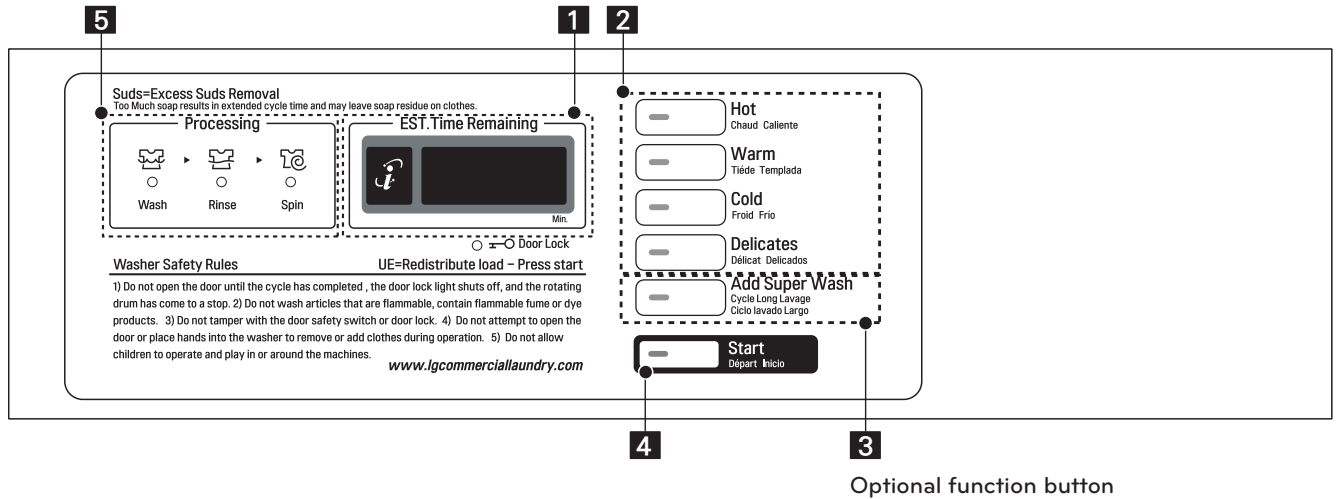 5
1
2
Suds=Excess Suds Removal
Too Much soap results in extended cycle time and may leave soap residue on clothes.
Processing
Wash
Rinse
Spin
EST.Time Remaining
i
Min.
Door Lock
Washer Safety Rules
UE=Redistribute load – Press start
1) Do not open the door until the cycle has completed , the door lock light shuts off, and the rotating
drum has come to a stop. 2) Do not wash articles that are flammable, contain flammable fume or dye
products. 3) Do not tamper with the door safety switch or door lock. 4) Do not attempt to open the
door or place hands into the washer to remove or add clothes during operation. 5) Do not allow
children to operate and play in or around the machines.
www.lgcommerciallaundry.com
Hot
Chaud Caliente
Warm
Tiéde Templada
Cold
Froid Frío
Delicates
Délicat Delicados
Add Super Wash
Cycle Long Lavage
Ciclo lavado Largo
Start
Départ Inicio
4
3
Optional function button